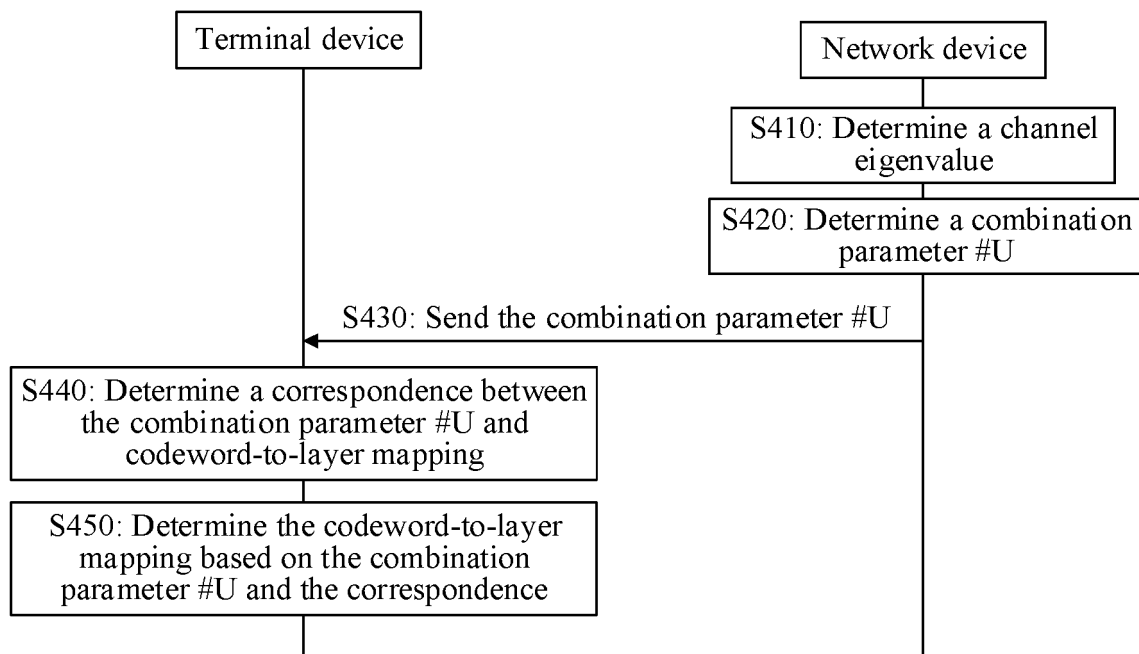 Terminal device
Network device
S410: Determine a channel
eigenvalue
S420: Determine a combination
parameter #U
S430: Send the combination parameter #U
S440: Determine a correspondence between
the combination parameter #U and
codeword-to-layer mapping
S450: Determine the codeword-to-layer
mapping based on the combination
parameter #U and the correspondence